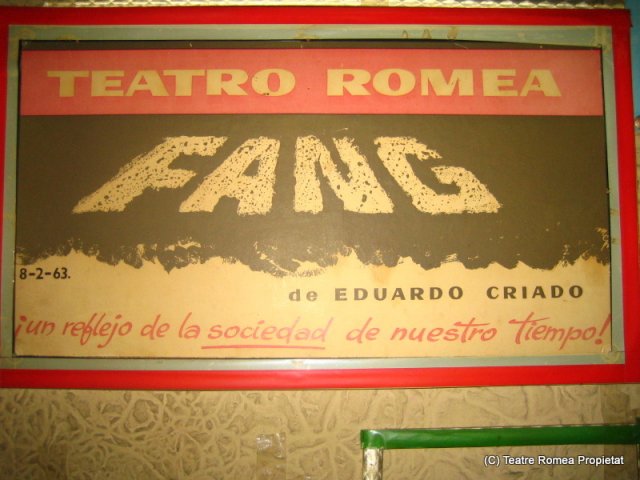 TEATRO ROMEA
FANG
8-2-63.
de EDUARDO CRIADO
¡un reflejo de la sociedad de nuestro tiempo!
(C) Teatre Romea Propietat